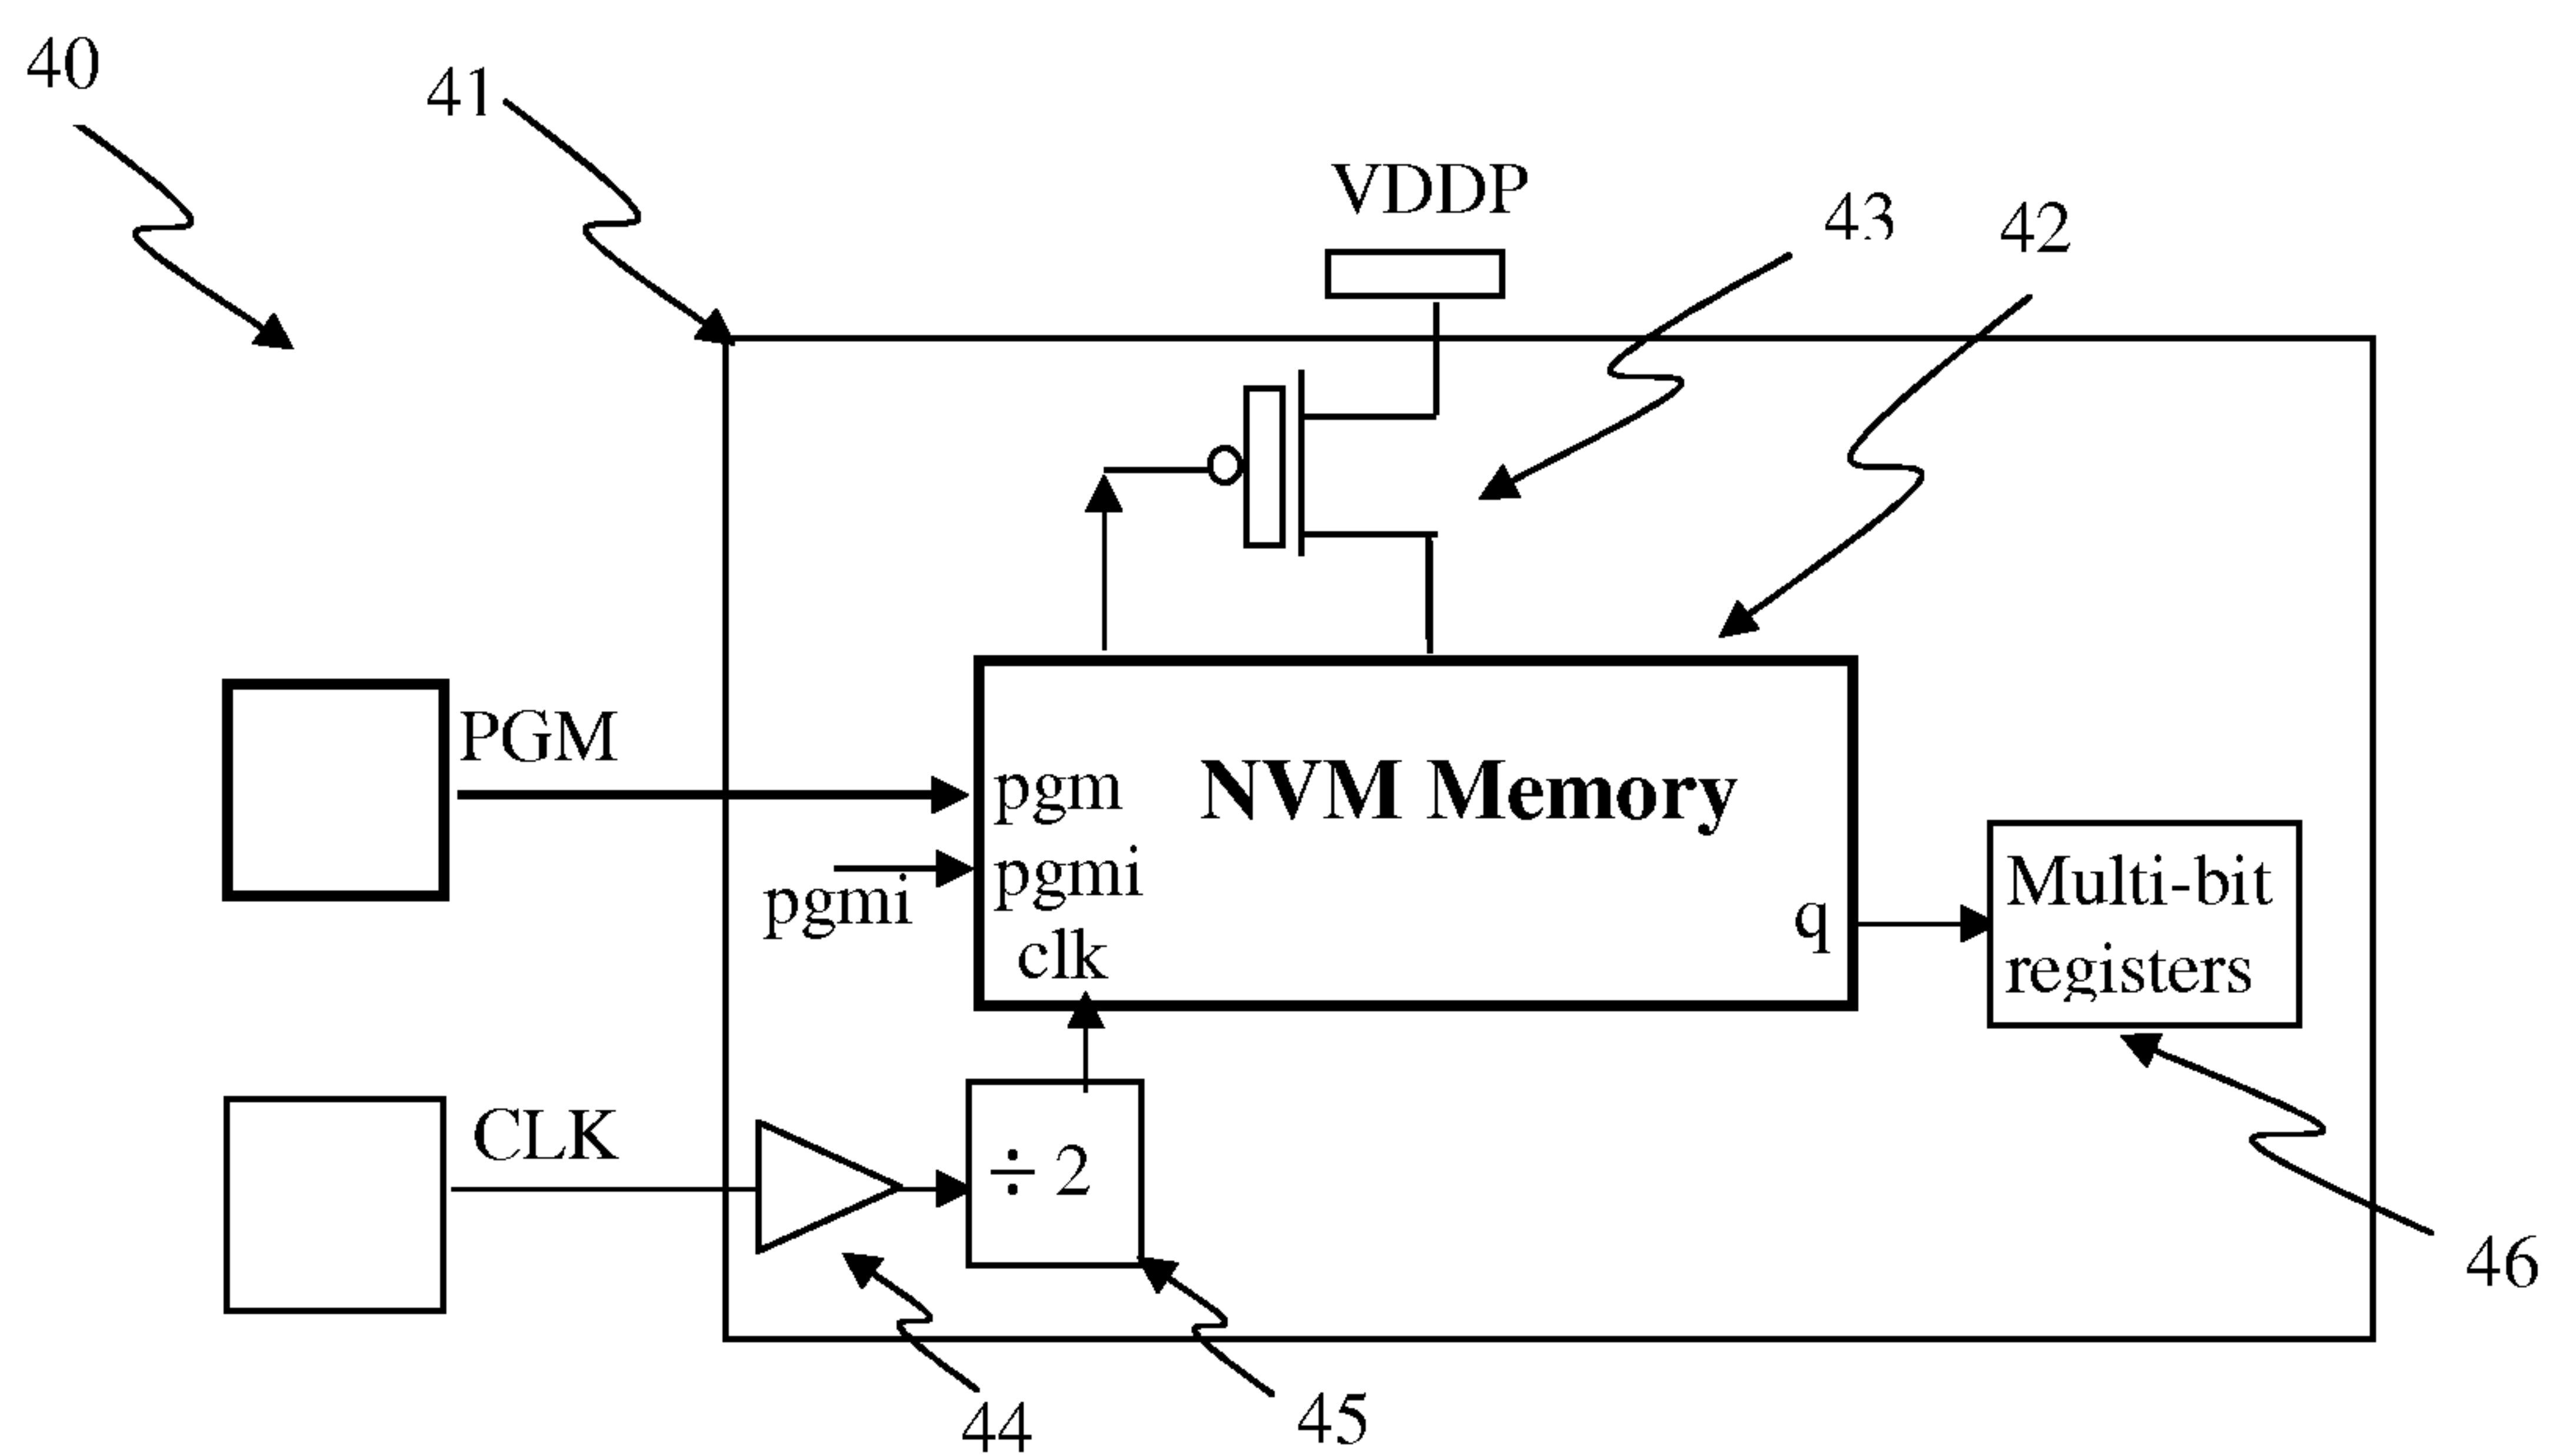 40
41
VDDP
43
42
PGM
pgm
NVM Memory
pgmi
pgmi
clk
q
Multi-bit
registers
CLK
÷ 2
46
44
45